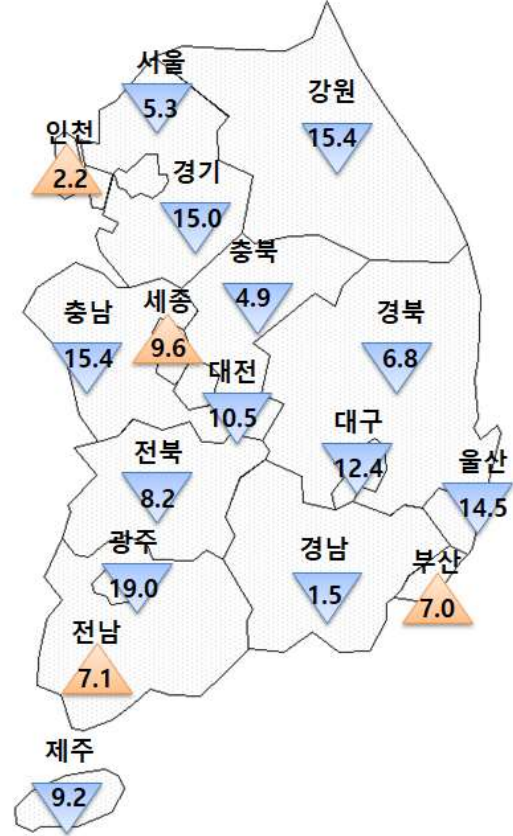 서울
5.3
강원
15.4
인천
2.2
경기
15.0
충북
4.9
세종
9.6
충남
15.4
경북
6.8
대전
10.5
대구
12.4
울산
14.5
전북
8.2
광주
19.0
경남
1.5
부산
7.0
전남
7.1
제주
9.2